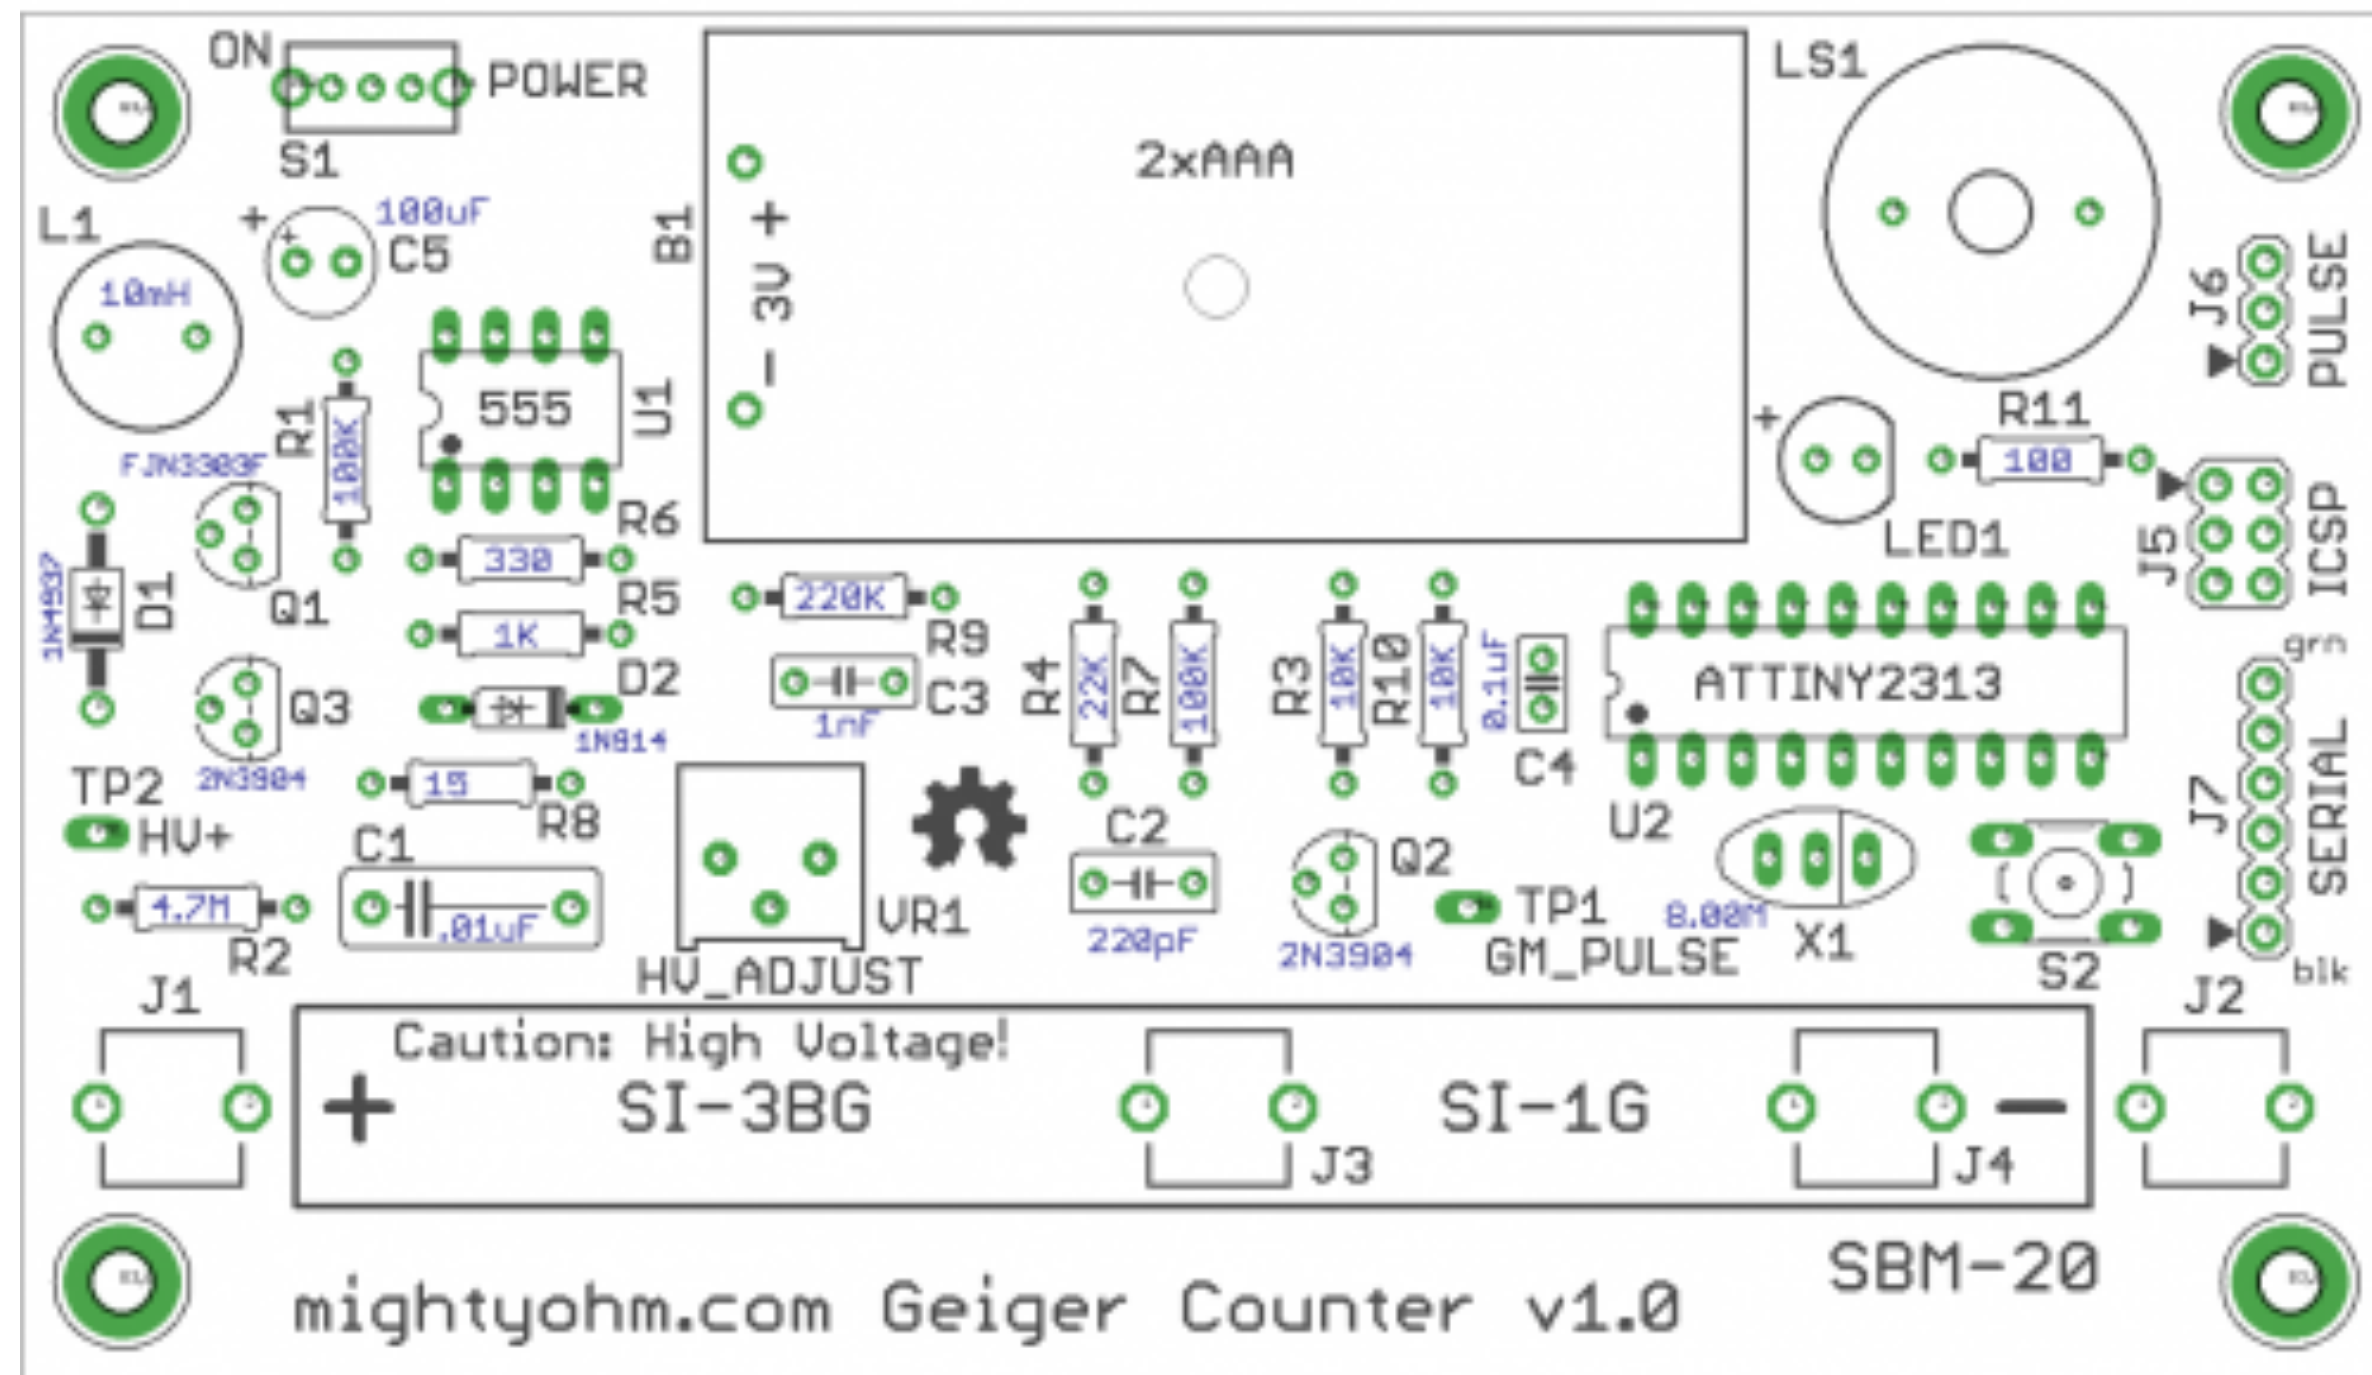 ON
POWER
S1
L1
10mH
+
+
100uF
C5
B1
- 3V +
2xAAA
LS1
J6
PULSE
R1
100K
555
U1
+
LED1
R11
100
J5
ICSP
FJN3303F
Q1
1N4937
D1
R6
330
R5
1K
D2
1N914
Q3
2N3904
15
R8
TP2
HV+
4.7M
R2
C1
.01uF
220K
R9
C3
1nF
VR1
HV_ADJUST
R4
22K
R7
100K
R3
10K
R10
10K
0.1uF
C4
ATTINY2313
U2
C2
220pF
Q2
2N3904
TP1
GM_PULSE
8.00M
X1
S2
grn
J7
SERIAL
blk
J1
J2
Caution: High Voltage!
+
SI-3BG
J3
SI-1G
J4
-
SBM-20
mightyohm.com Geiger Counter v1.0